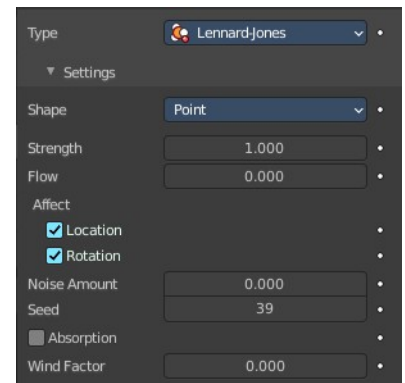 Type Lennard-Jones
Settings
Shape Point
Strength 1.000
Flow 0.000
Affect
Location
Rotation
Noise Amount 0.000
Seed 39
Absorption
Wind Factor 0.000